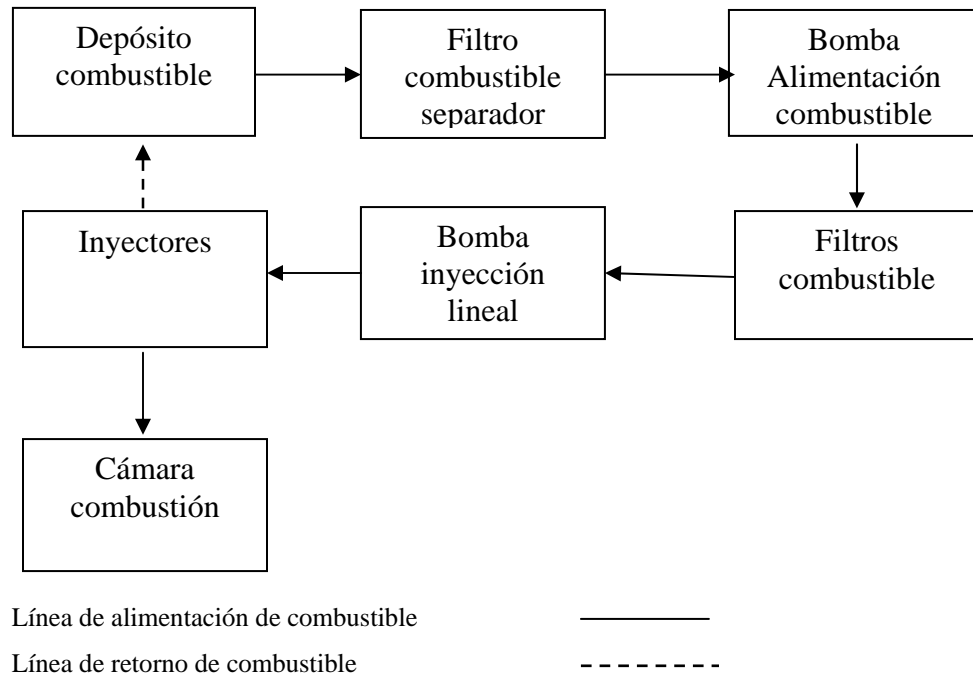 Depósito
combustible
Filtro
combustible
separador
Bomba
Alimentación
combustible
Inyectores
Bomba
inyección
lineal
Filtros
combustible
Cámara
combustión
Línea de alimentación de combustible
Línea de retorno de combustible